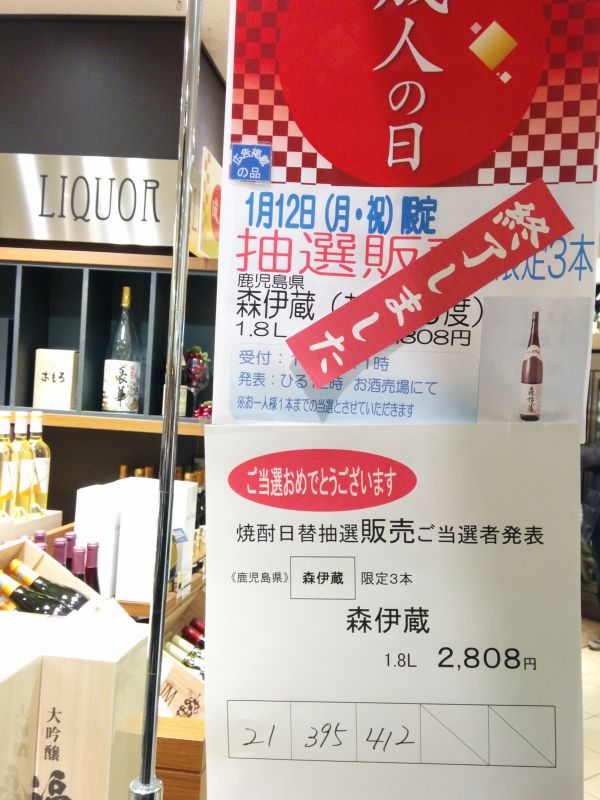 成人の日
広告掲載
の品
LIQUOR
1月12日(月・祝)限定
抽選販
限定3本
終了しました
鹿児島県
森伊蔵
度)
1.8L
,808円
受付:1
1時
発表:ひる
時 お酒売場にて
※お一人様1本までの当選とさせていただきます
森伊蔵
ご当選おめでとうございます
焼酎日替抽選販売ご当選者発表
《鹿児島県》 森伊蔵 限定3本
森伊蔵
1.8L 2,808円
21 395 412
大吟醸